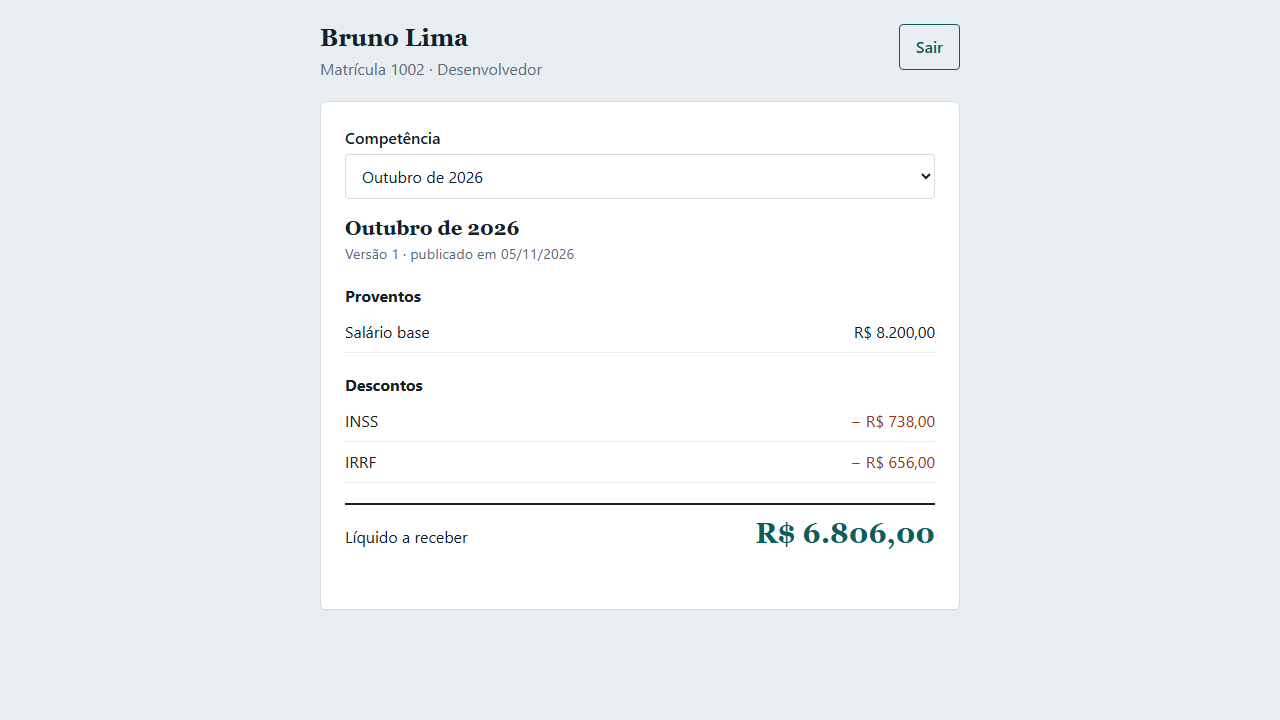 Bruno Lima
Sair
Matrícula 1002 · Desenvolvedor
Competência
Outubro de 2026
Outubro de 2026
Versão 1 · publicado em 05/11/2026
Proventos
Salário base R$ 8.200,00
Descontos
INSS – R$ 738,00
IRRF – R$ 656,00
Líquido a receber R$ 6.806,00